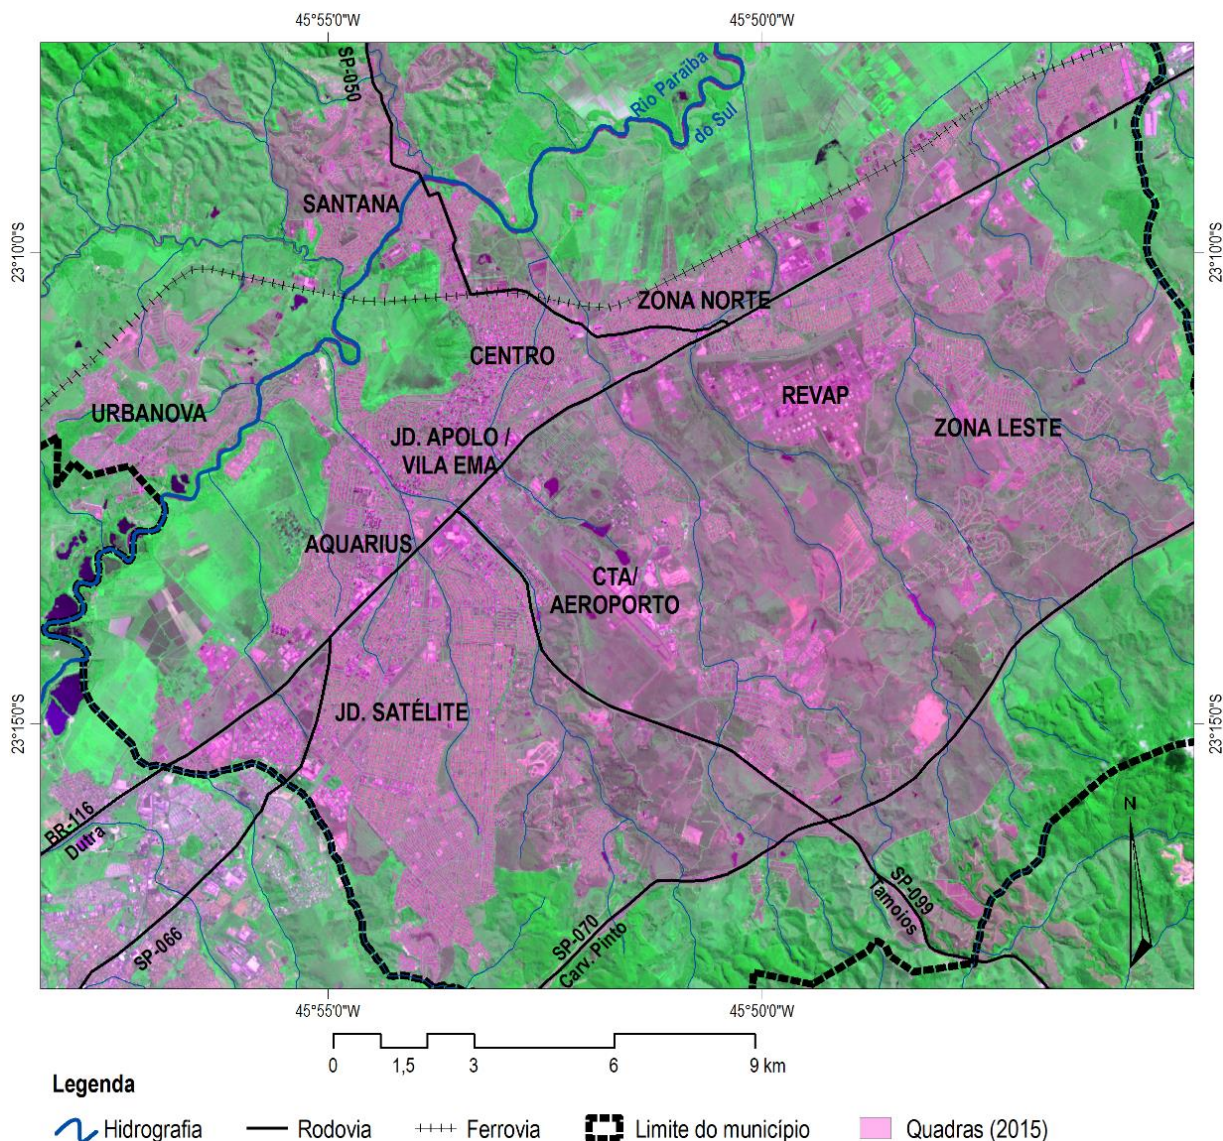 45°55'0"W
45°50'0"W
SP-050
Rio Paraíba
do Sul
SANTANA
23°10'0"S
23°10'0"S
ZONA NORTE
CENTRO
REVAP
URBANOVA
JD. APOLO /
VILA EMA
ZONA LESTE
AQUARIUS
CTA/
AEROPORTO
JD. SATÉLITE
23°15'0"S
23°15'0"S
BR-116
Dutra
N
SP-066
SP-070
Carv. Pinto
SP-099
Tamoios
45°55'0"W
45°50'0"W
0 1,5 3 6 9 km
Legenda
Hidrografia Rodovia Ferrovia Limite do município Quadras (2015)